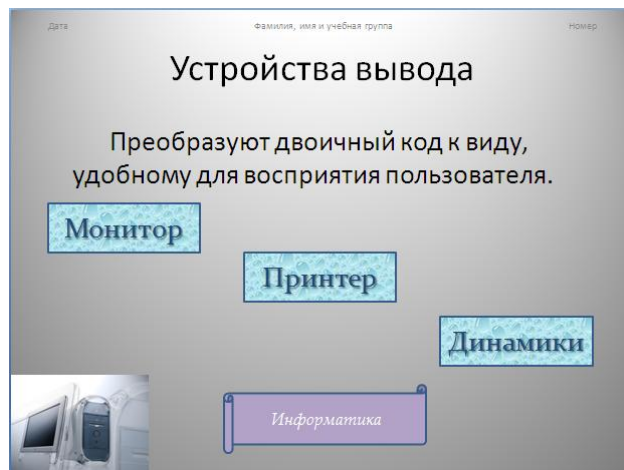 Дата Фамилия, имя и учебная группа Номер
Устройства вывода
Преобразуют двоичный код к виду,
удобному для восприятия пользователя.
Монитор
Принтер
Динамики
Информатика